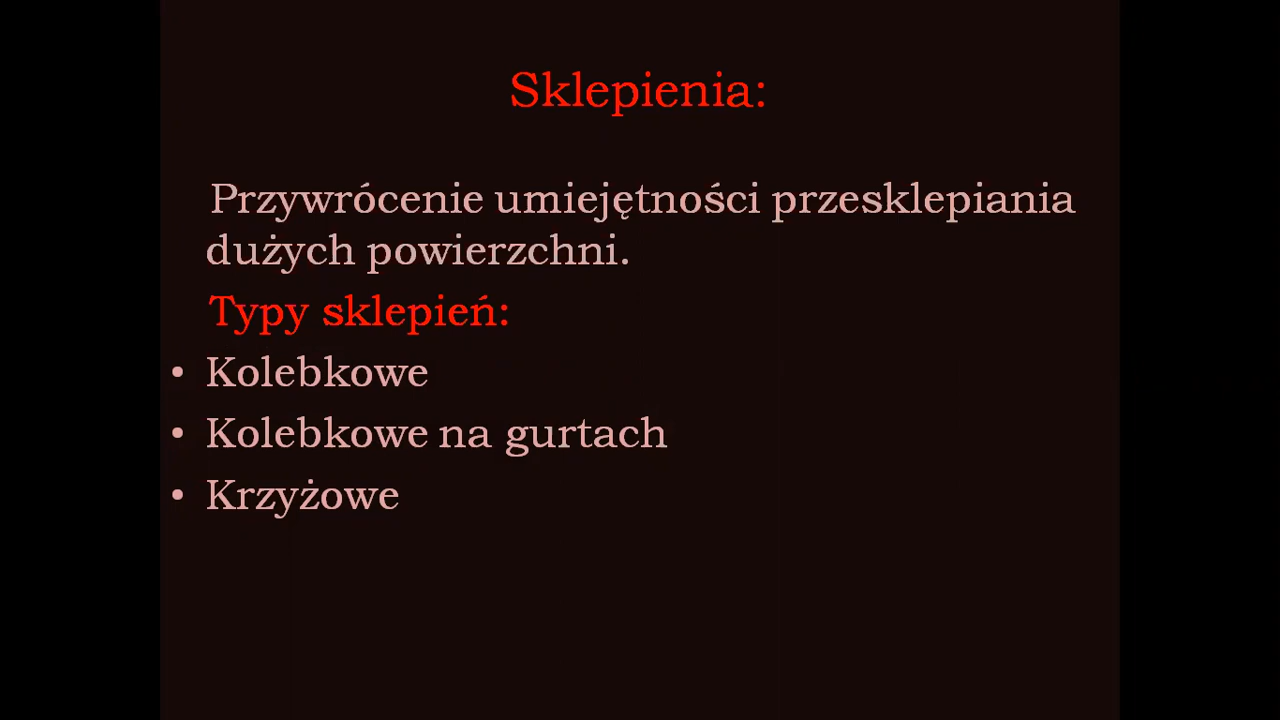 Sklepienia:
Przywrócenie umiejętności przesklepiania
dużych powierzchni.
Typy sklepień:
• Kolebkowe
• Kolebkowe na gurtach
• Krzyżowe